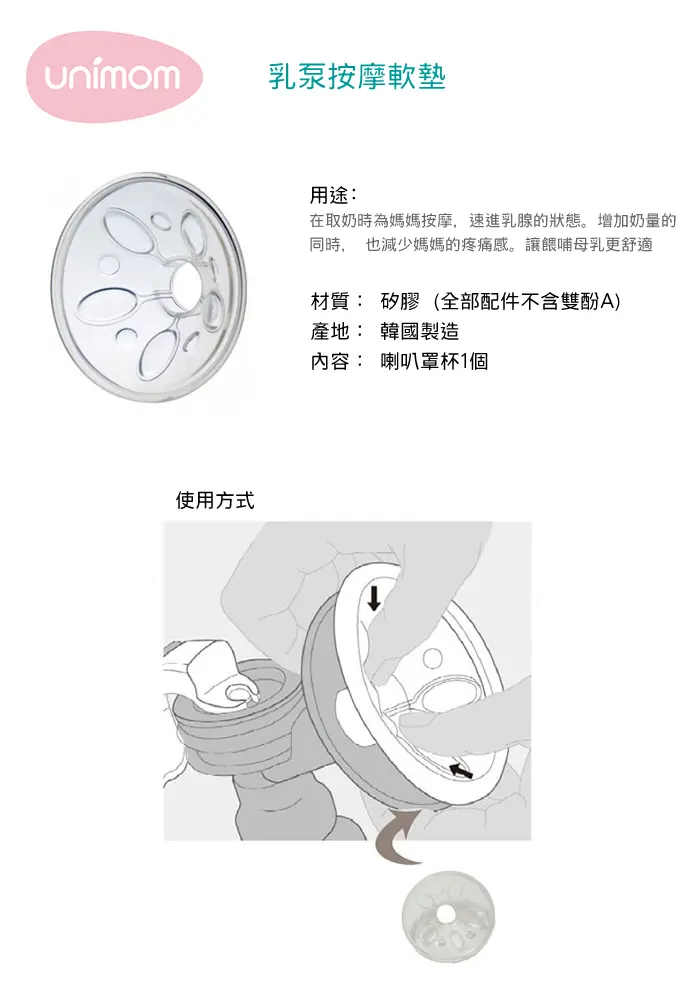 unimom
乳泵按摩軟墊
用途：
在取奶時為媽媽按摩，速進乳腺的狀態。增加奶量的
同時， 也減少媽媽的疼痛感。讓餵哺母乳更舒適
材質： 矽膠 (全部配件不含雙酚A)
產地： 韓國製造
內容： 喇叭罩杯1個
使用方式